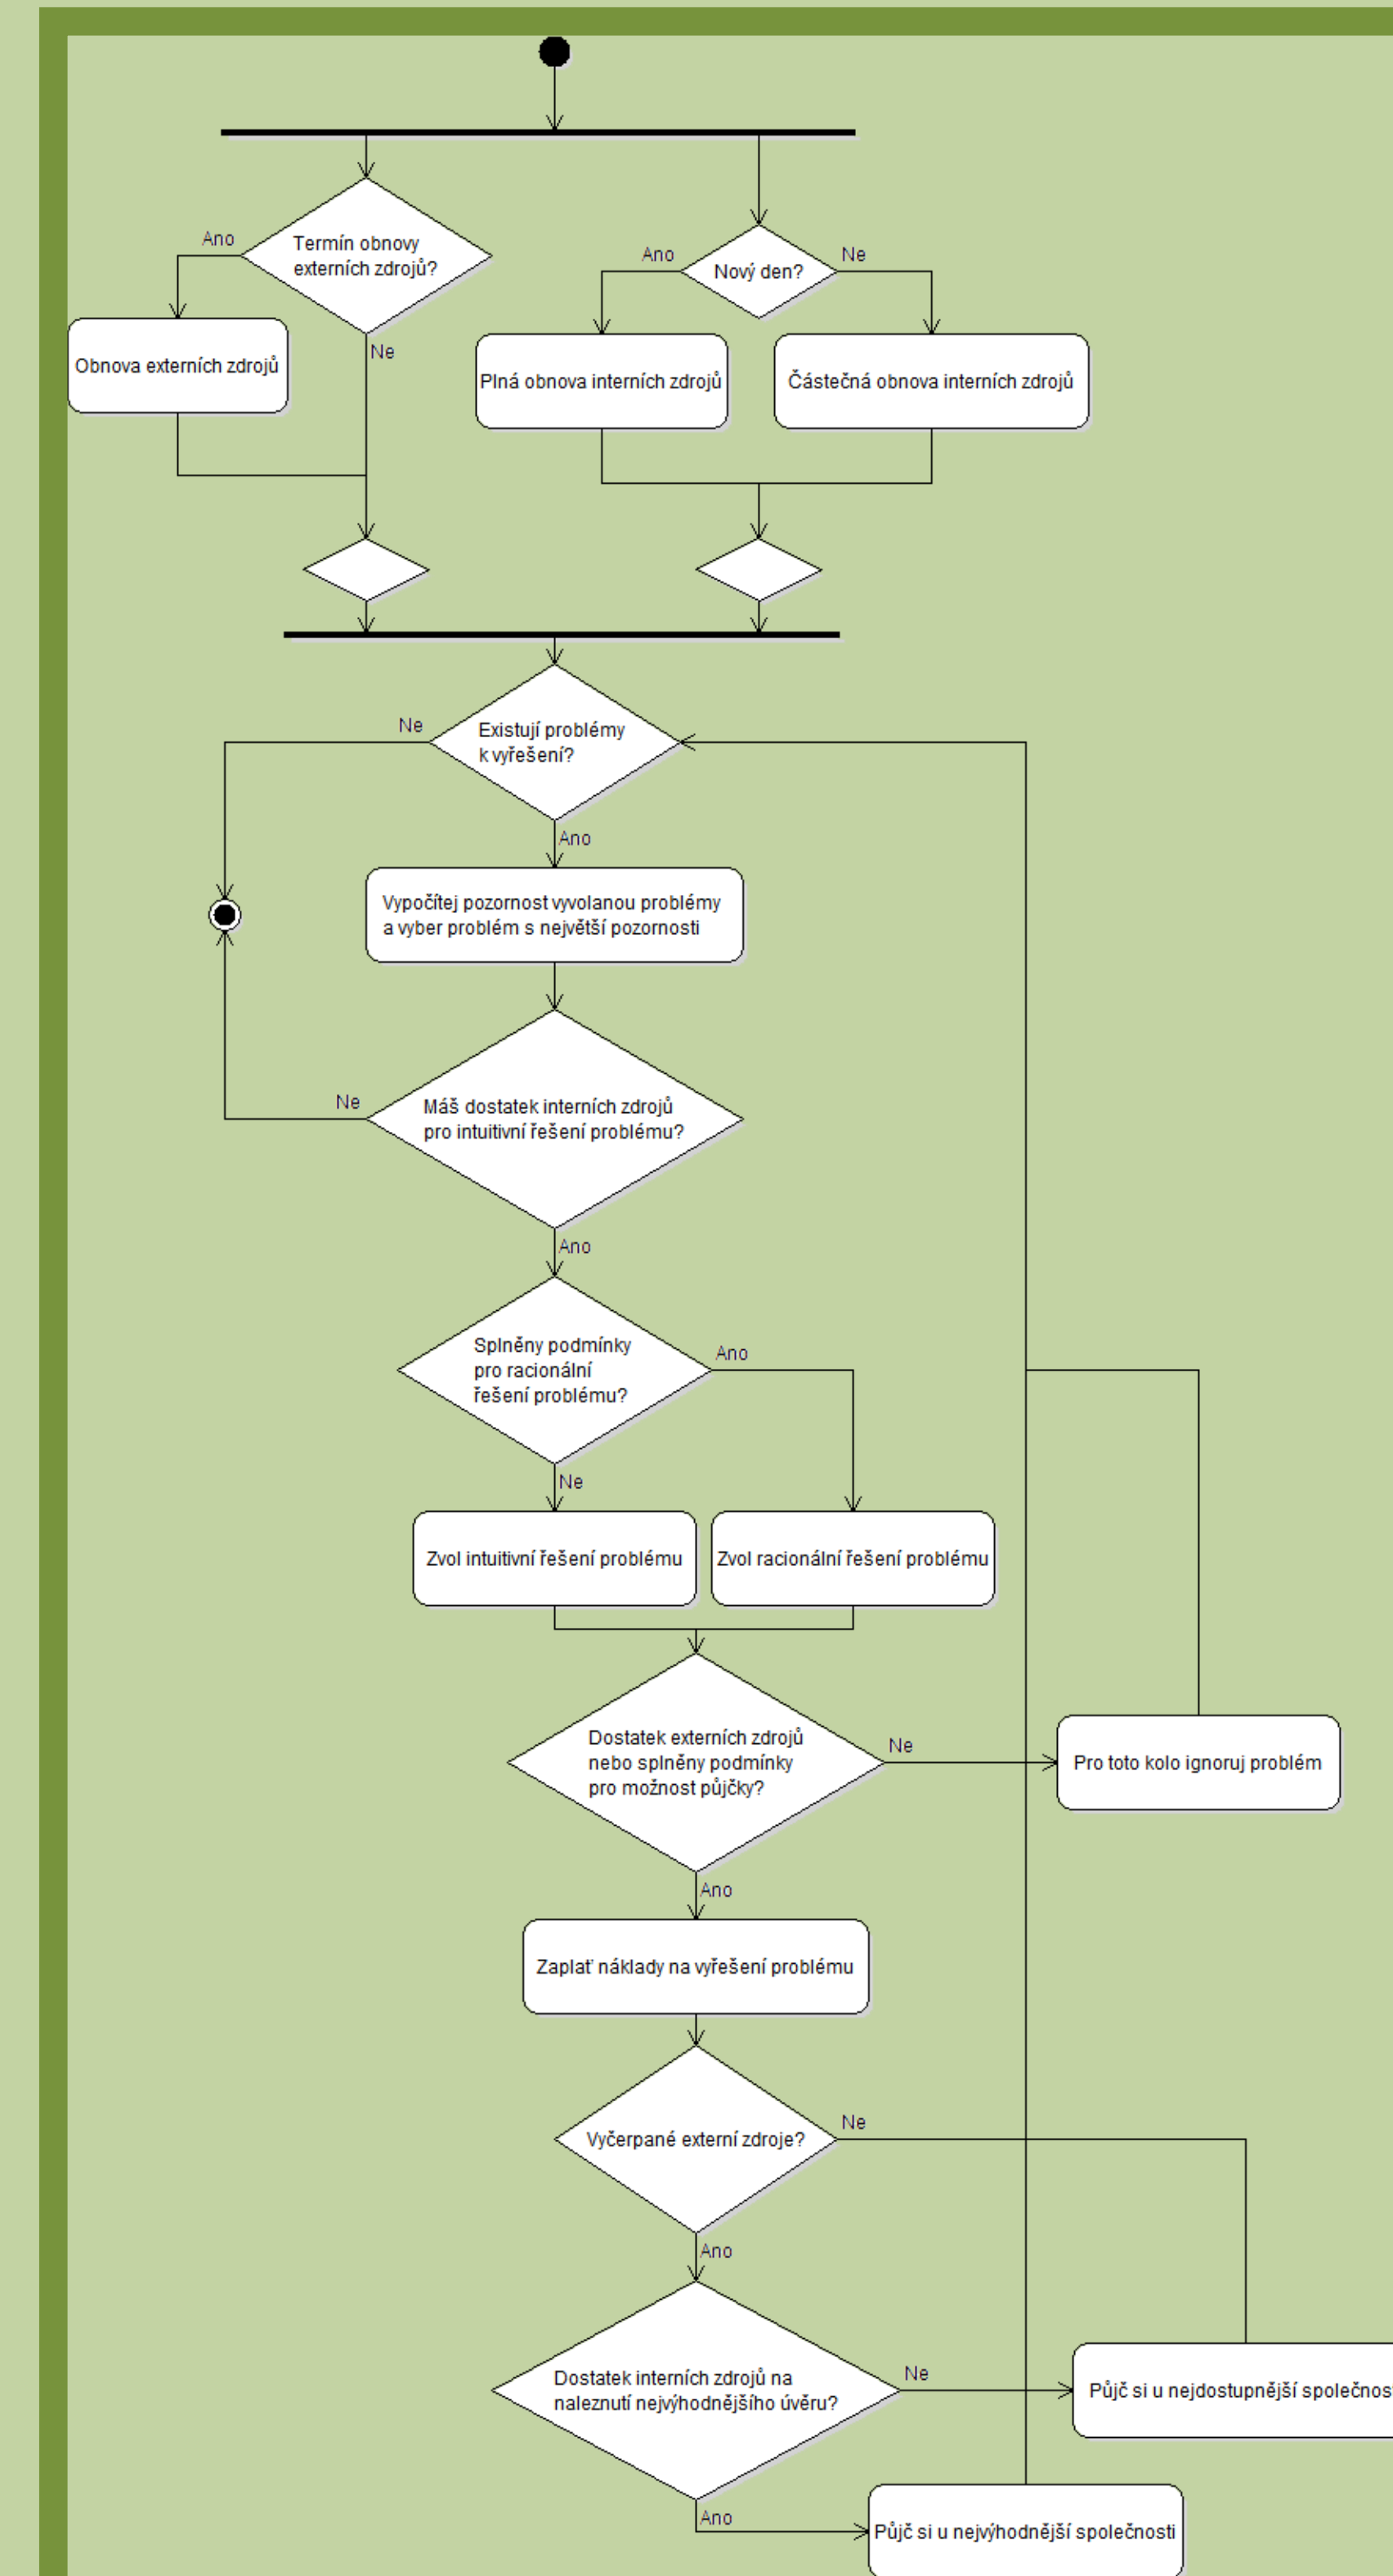 Termín obnovy
externích zdrojů?
Ano
Ne
Obnova externích zdrojů
Nový den?
Ano
Ne
Plná obnova interních zdrojů
Částečná obnova interních zdrojů
Existují problémy
k vyřešení?
Ne
Ano
Vypočítej pozornost vyvolanou problémy
a vyber problém s největší pozornosti
Máš dostatek interních zdrojů
pro intuitivní řešení problému?
Ne
Ano
Splněny podmínky
pro racionální
řešení problému?
Ano
Ne
Zvol intuitivní řešení problému
Zvol racionální řešení problému
Dostatek externích zdrojů
nebo splněny podmínky
pro možnost půjčky?
Ne
Pro toto kolo ignoruj problém
Ano
Zaplať náklady na vyřešení problému
Vyčerpané externí zdroje?
Ne
Ano
Dostatek interních zdrojů na
naleznutí nejvýhodnějšího úvěru?
Ne
Půjč si u nejdostupnější
Ano
Půjč si u nejvýhodnější společnosti